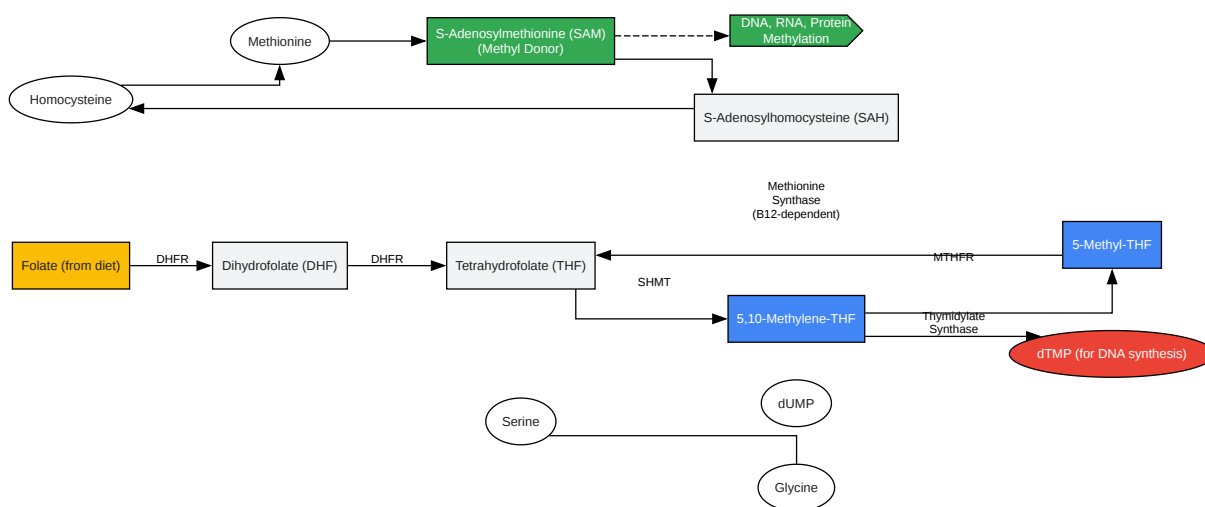 DNA, RNA, Protein
Methylation
S-Adenosylmethionine (SAM)
(Methyl Donor)
Methionine
Homocysteine
S-Adenosylhomocysteine (SAH)
Methionine
Synthase
(B12-dependent)
5-Methyl-THF
Folate (from diet)
DHFR
Dihydrofolate (DHF)
DHFR
Tetrahydrofolate (THF)
MTHFR
SHMT
5,10-Methylene-THF
Thymidylate
Synthase
dTMP (for DNA synthesis)
dUMP
Serine
Glycine